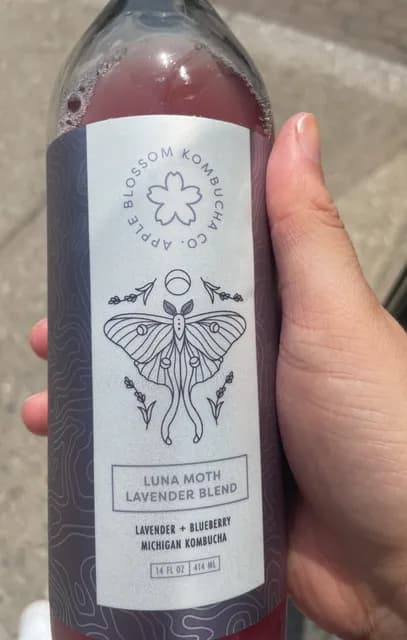 APPLE BLOSSOM KOMBUCHA CO.
LUNA MOTH
LAVENDER BLEND
LAVENDER + BLUEBERRY
MICHIGAN KOMBUCHA
14 FL OZ 414 ML